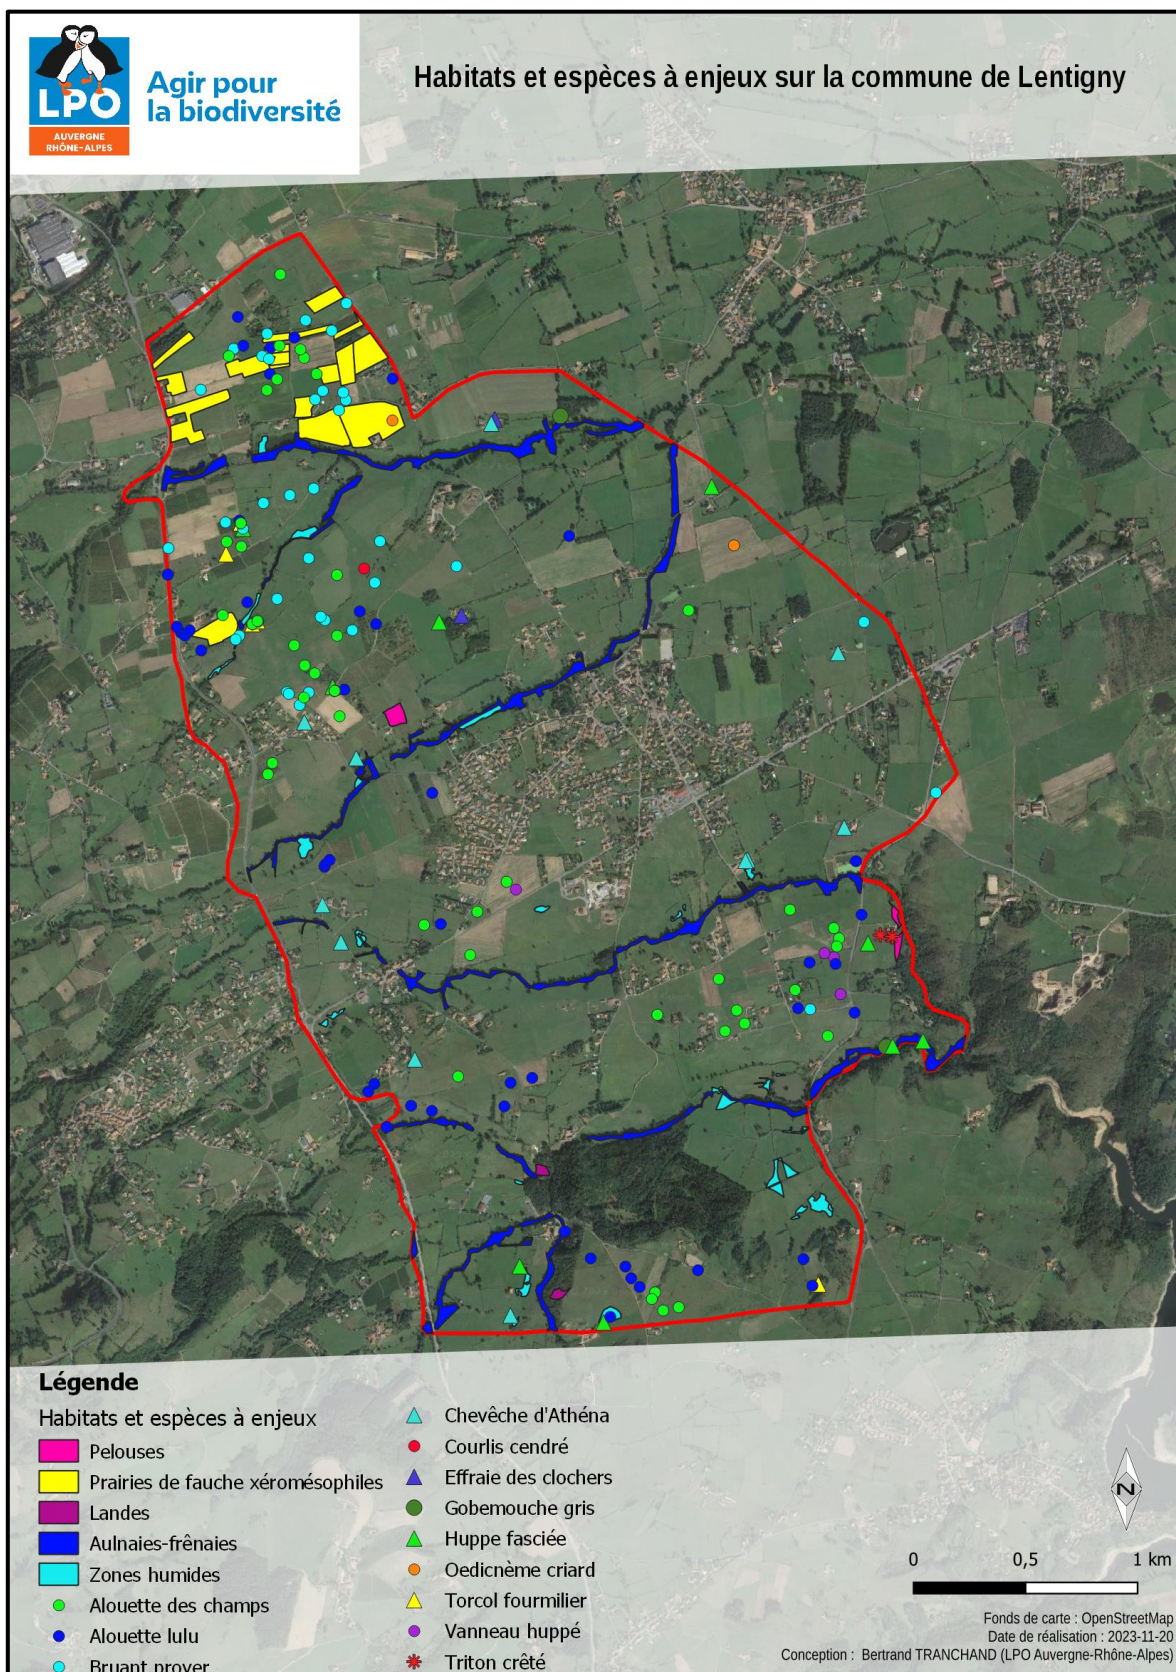 LPO
AUVERGNE
RHÔNE-ALPES
Agir pour
la biodiversité
Habitats et espèces à enjeux sur la commune de Lentigny
Légende
Habitats et espèces à enjeux
Pelouses
Prairies de fauche xéromésophiles
Landes
Aulnaies-frênaies
Zones humides
Alouette des champs
Alouette lulu
Bruant proyer
Chevêche d'Athéna
Courlis cendré
Effraie des clochers
Gobemouche gris
Huppe fasciée
Oedicnème criard
Torcol fourmilier
Vanneau huppé
Triton crêté
N
0 0,5 1 km
Fonds de carte : OpenStreetMap
Date de réalisation : 2023-11-20
Conception : Bertrand TRANCHAND (LPO Auvergne-Rhône-Alpes)